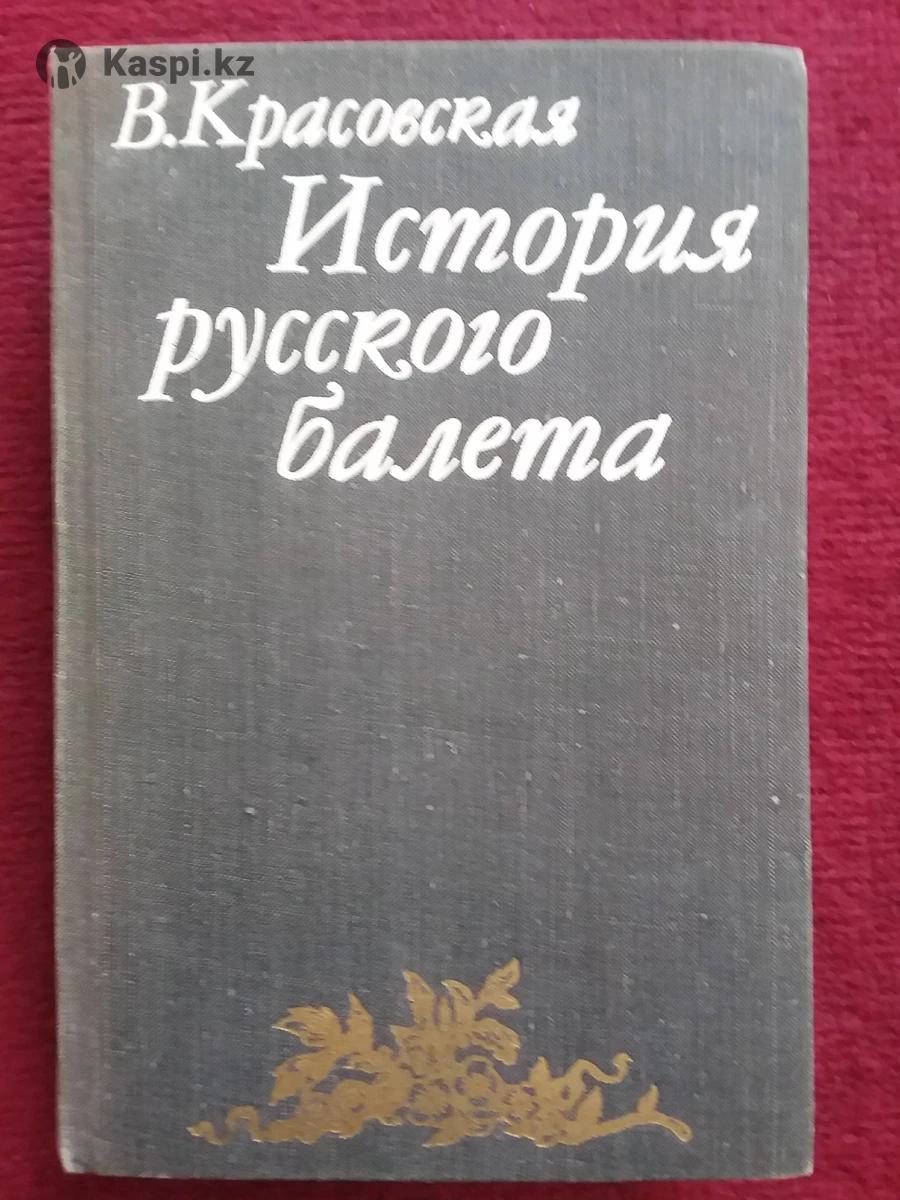 Kaspi.kz
В.Красовская
История
русского
балета